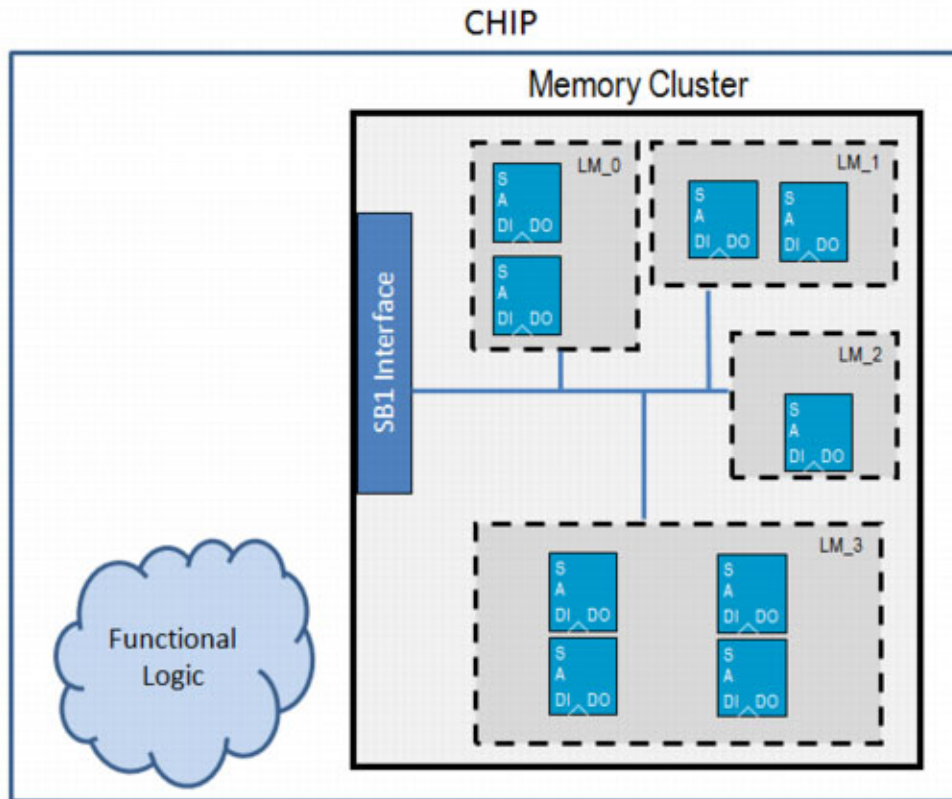 CHIP
Memory Cluster
SB1 Interface
LM_0
S
A
DI DO
S
A
DI DO
LM_1
S
A
DI DO
S
A
DI DO
LM_2
S
A
DI DO
LM_3
S
A
DI DO
S
A
DI DO
S
A
DI DO
S
A
DI DO
Functional
Logic